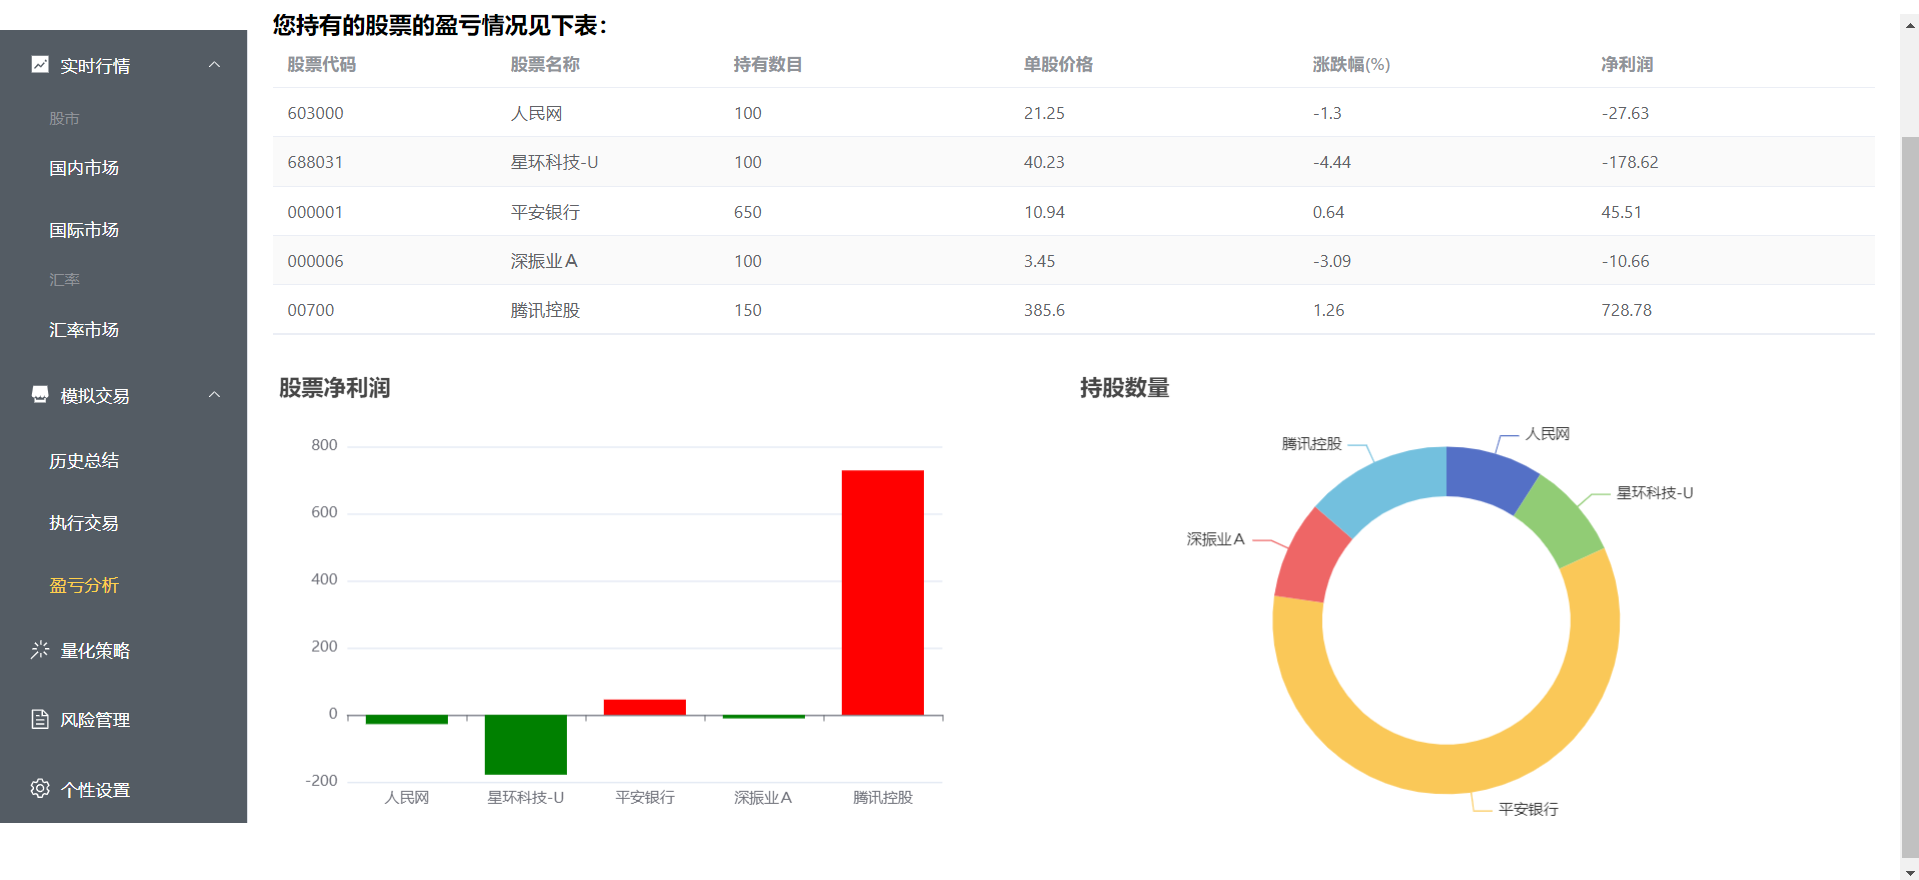 实时行情
股市
国内市场
国际市场
汇率
汇率市场
模拟交易
历史总结
执行交易
盈亏分析
量化策略
风险管理
个性设置
您持有的股票的盈亏情况见下表：
股票代码 股票名称 持有数目 单股价格 涨跌幅(%) 净利润
603000 人民网 100 21.25 -1.3 -27.63
688031 星环科技-U 100 40.23 -4.44 -178.62
000001 平安银行 650 10.94 0.64 45.51
000006 深振业Ａ 100 3.45 -3.09 -10.66
00700 腾讯控股 150 385.6 1.26 728.78
股票净利润
800
600
400
200
0
-200
人民网 星环科技-U 平安银行 深振业Ａ 腾讯控股
持股数量
人民网
腾讯控股
星环科技-U
深振业Ａ
平安银行